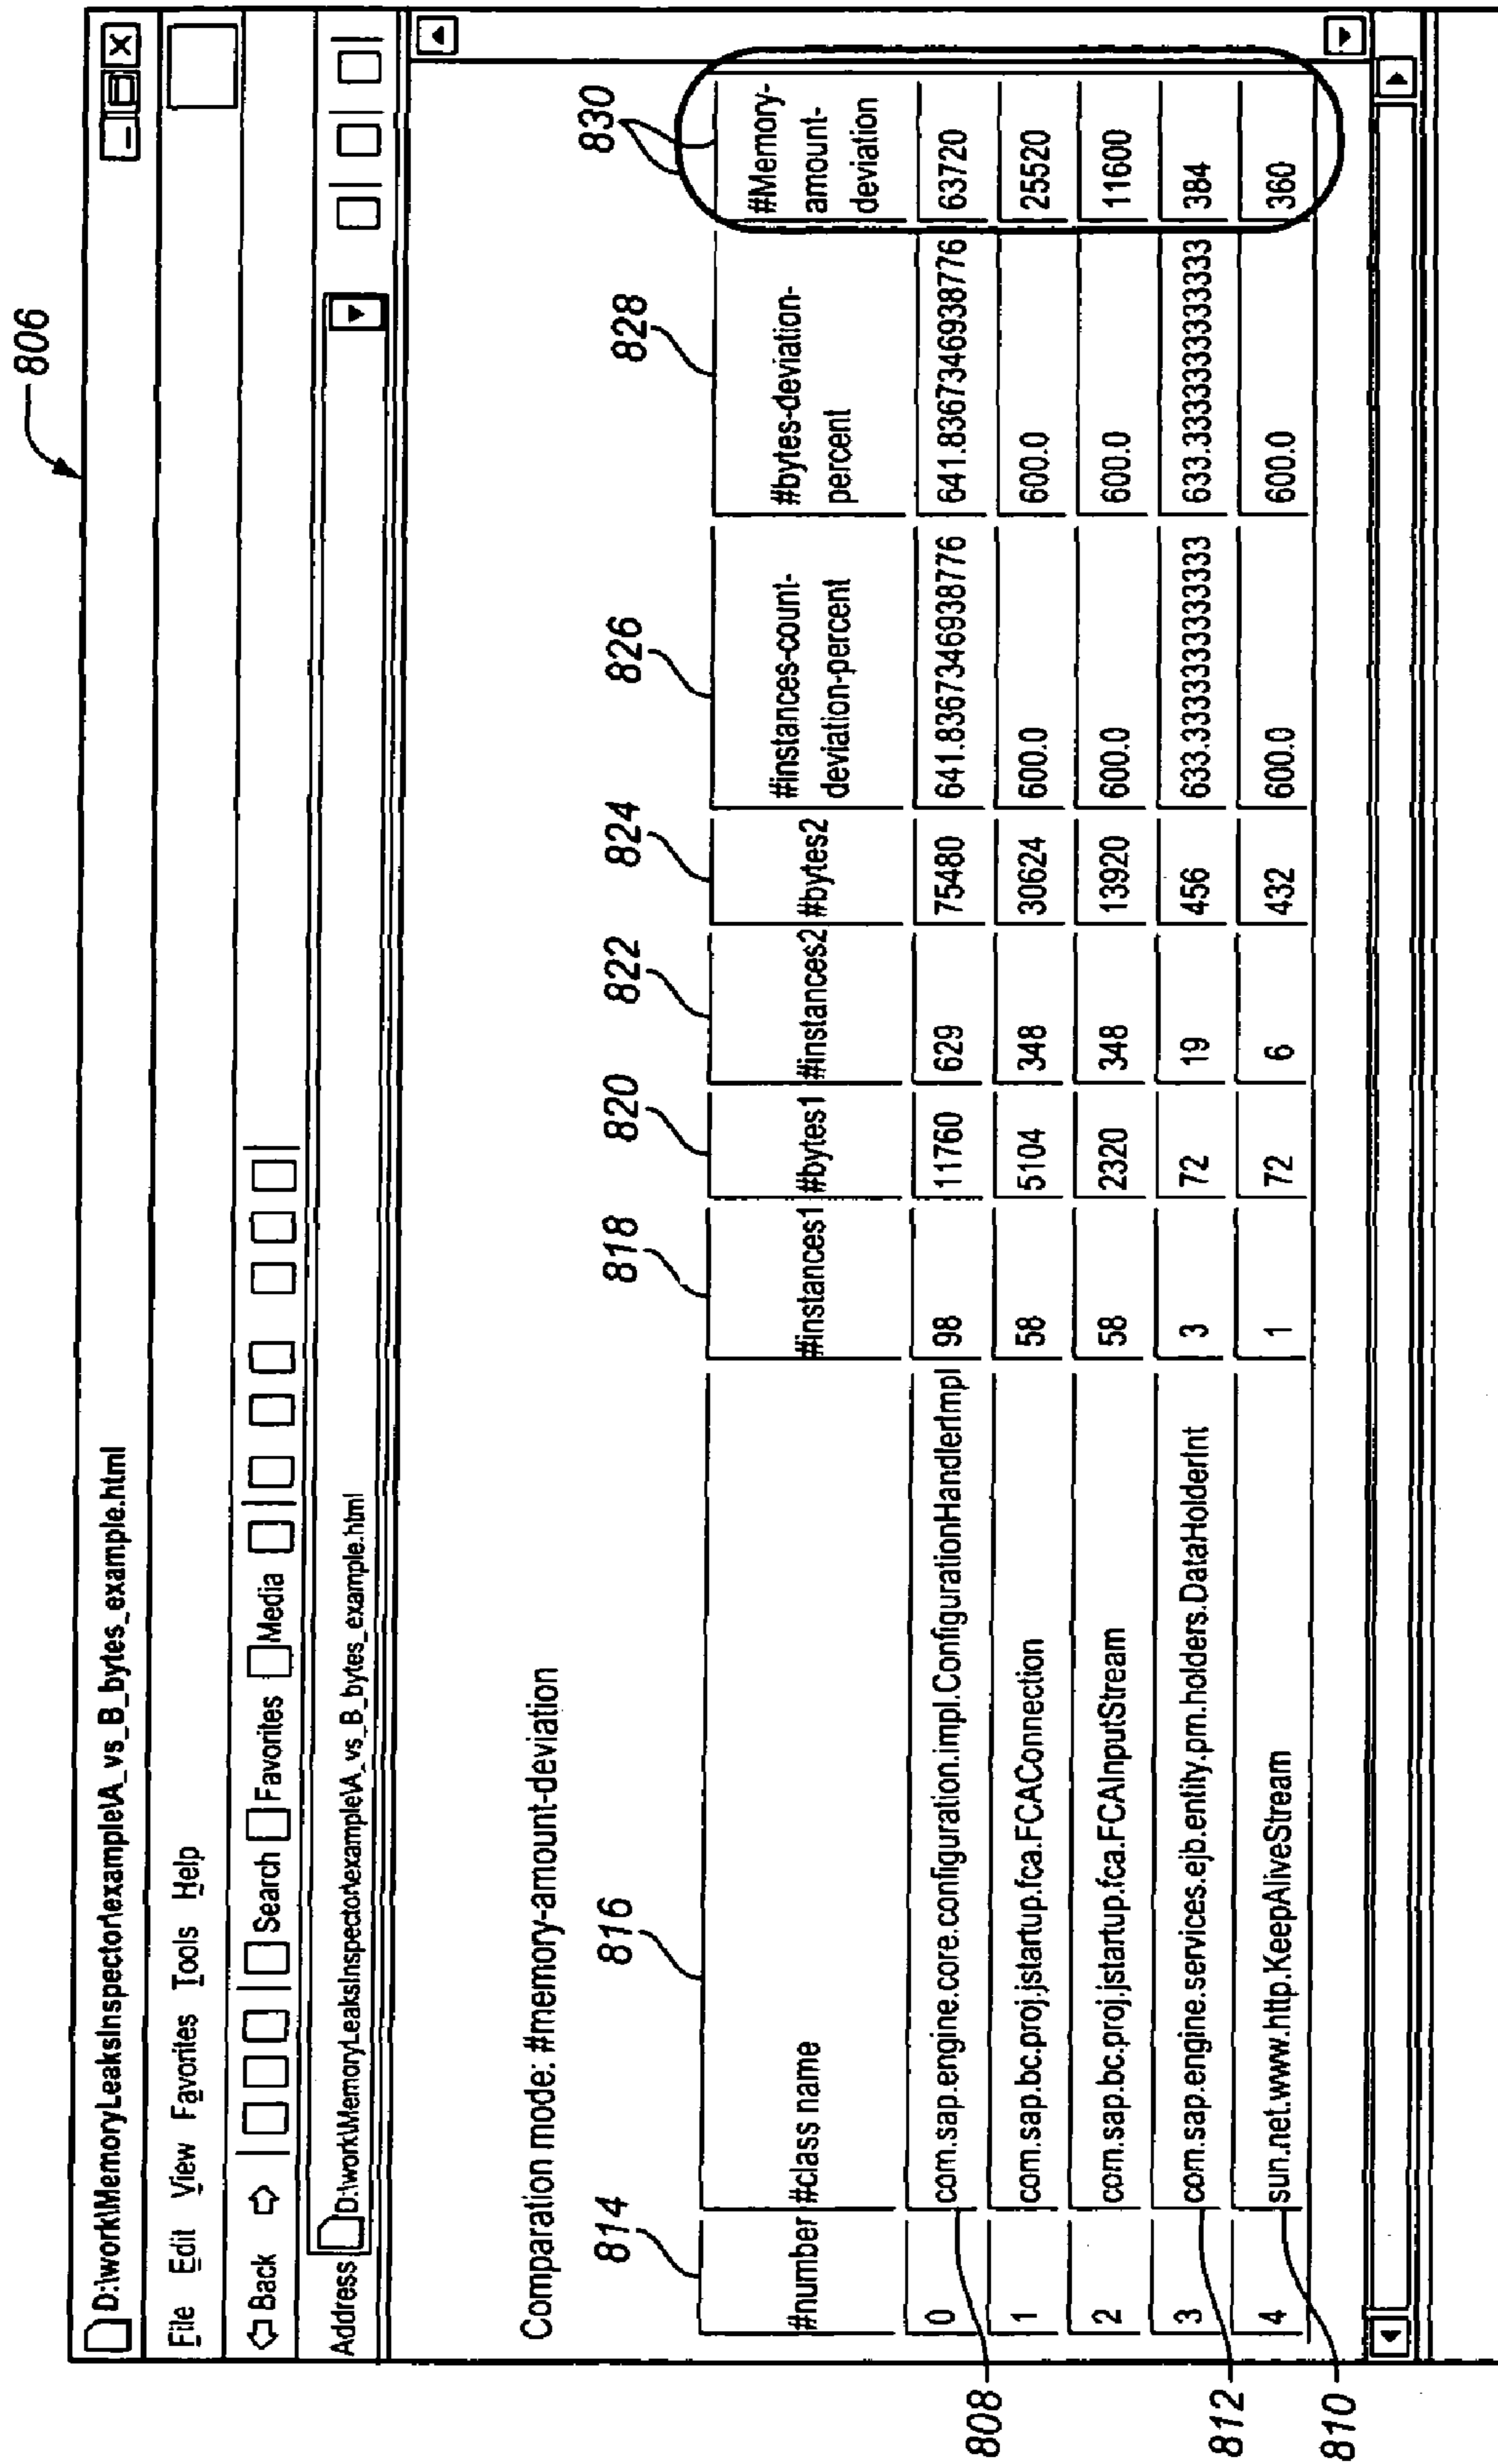 806
D:\work\MemoryLeaksInspector\example\A_vs_B_bytes_example.html
File Edit View Favorites Tools Help
Back Search Favorites Media
Address D:\work\MemoryLeaksInspector\example\A_vs_B_bytes_example.html
Comparation mode: #memory-amount-deviation
814 816 818 820 822 824 826 828 830
#number #class name #instances1 #bytes1 #instances2 #bytes2 #instances-count-deviation-percent #bytes-deviation-percent #Memory-amount-deviation
0 com.sap.engine.core.configuration.impl.ConfigurationHandlerImpl 98 11760 629 75480 641.8367346938776 641.8367346938776 63720
1 com.sap.bc.proj.jstartup.fca.FCAConnection 58 5104 348 30624 600.0 600.0 25520
2 com.sap.bc.proj.jstartup.fca.FCAInputStream 58 2320 348 13920 600.0 600.0 11600
3 com.sap.engine.services.ejb.entity.pm.holders.DataHolderInt 3 72 19 456 633.3333333333333 633.3333333333333 384
4 sun.net.www.http.KeepAliveStream 1 72 6 432 600.0 600.0 360
808
812
810